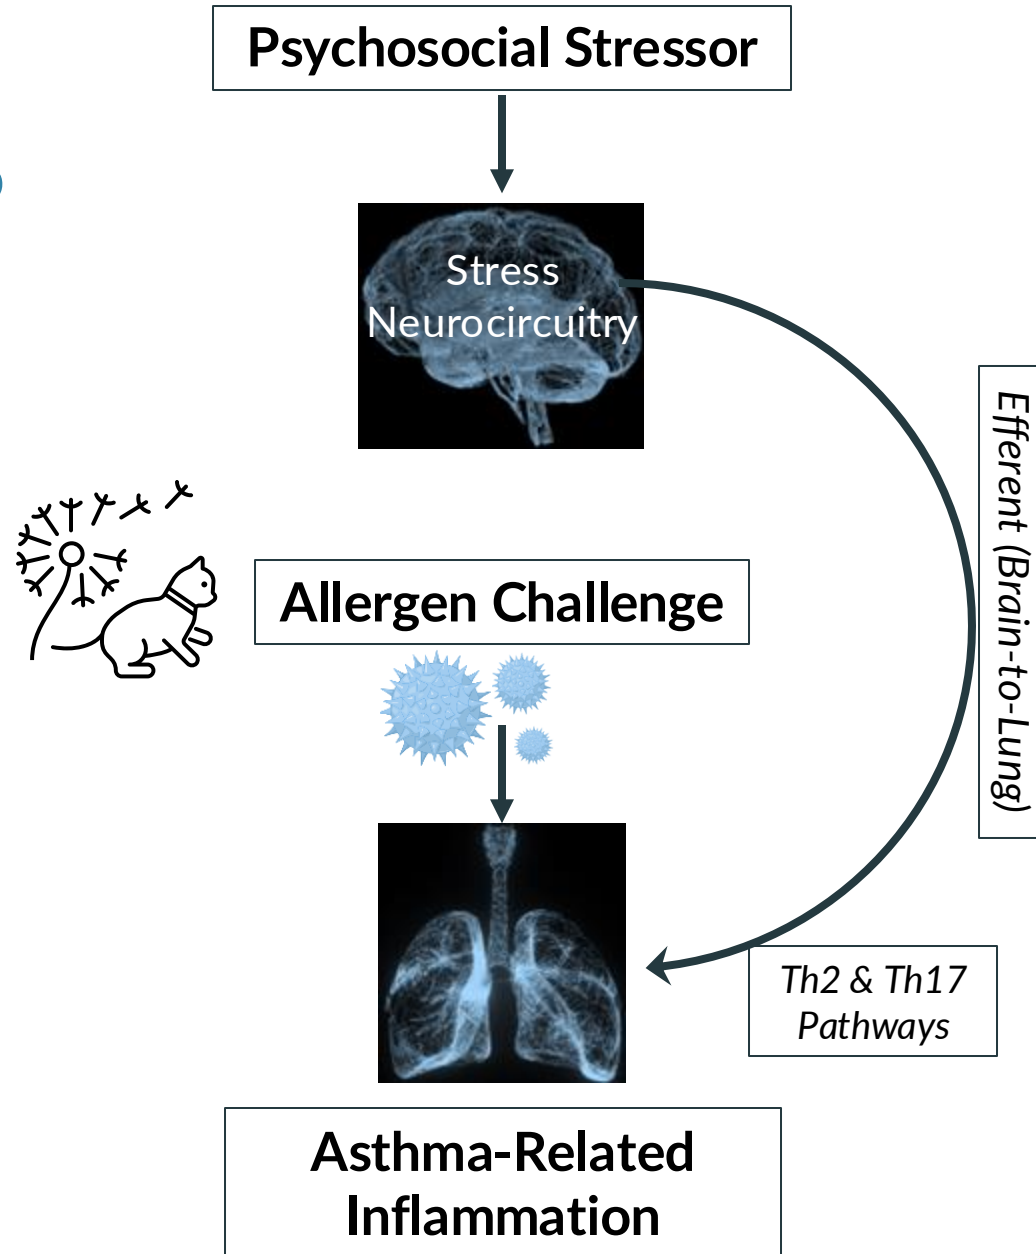 Psychosocial Stressor
Stress
Neurocircuitry
Efferent (Brain-to-Lung)
Allergen Challenge
Th2 & Th17
Pathways
Asthma-Related
Inflammation